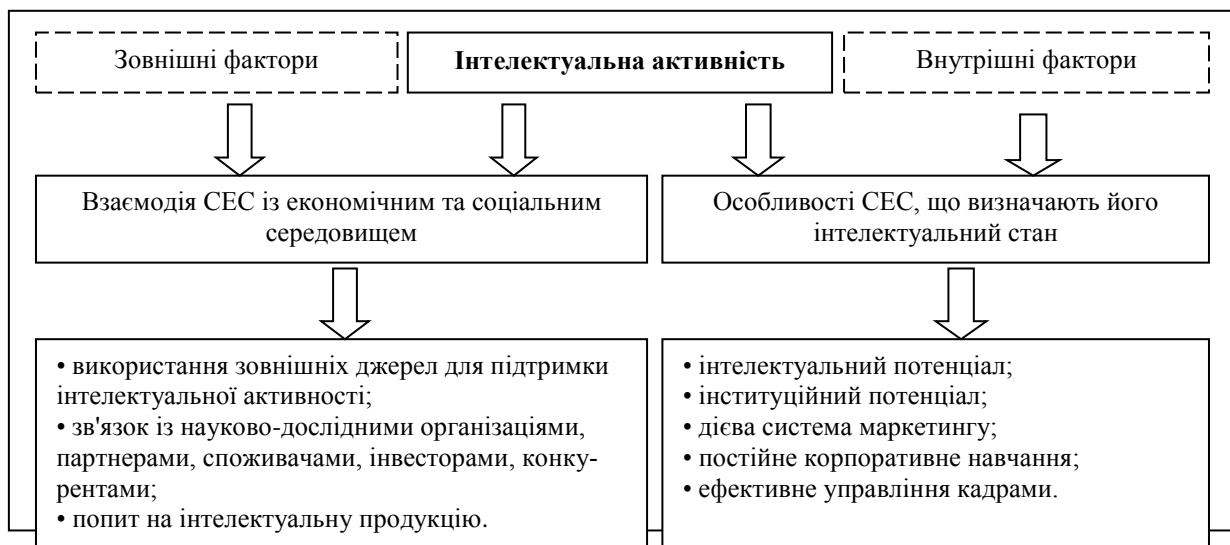 Зовнішні фактори
Інтелектуальна активність
Внутрішні фактори
Взаємодія СЕС із економічним та соціальним
середовищем
Особливості СЕС, що визначають його
інтелектуальний стан
• використання зовнішніх джерел для підтримки
інтелектуальної активності;
• зв'язок із науково-дослідними організаціями,
партнерами, споживачами, інвесторами, конку-
рентами;
• попит на інтелектуальну продукцію.
• інтелектуальний потенціал;
• інституційний потенціал;
• дієва система маркетингу;
• постійне корпоративне навчання;
• ефективне управління кадрами.